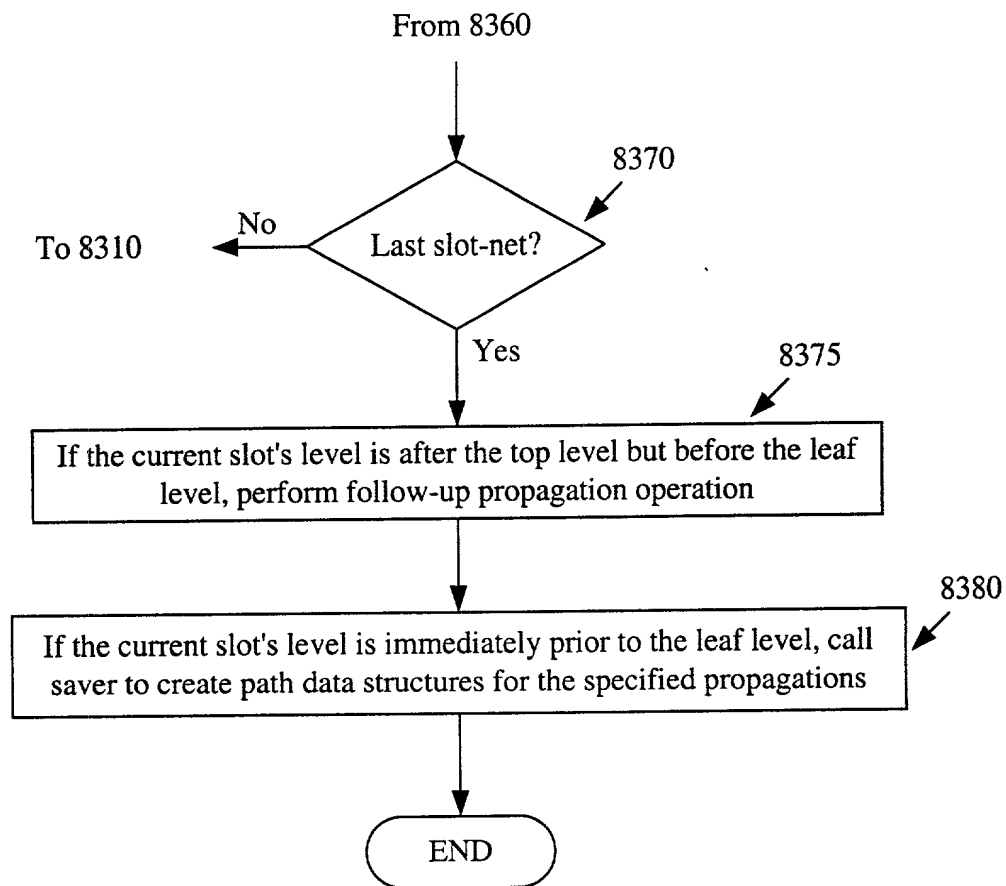 From 8360
8370
To 8310
No
Last slot-net?
Yes
8375
If the current slot's level is after the top level but before the leaf
level, perform follow-up propagation operation
8380
If the current slot's level is immediately prior to the leaf level, call
saver to create path data structures for the specified propagations
END